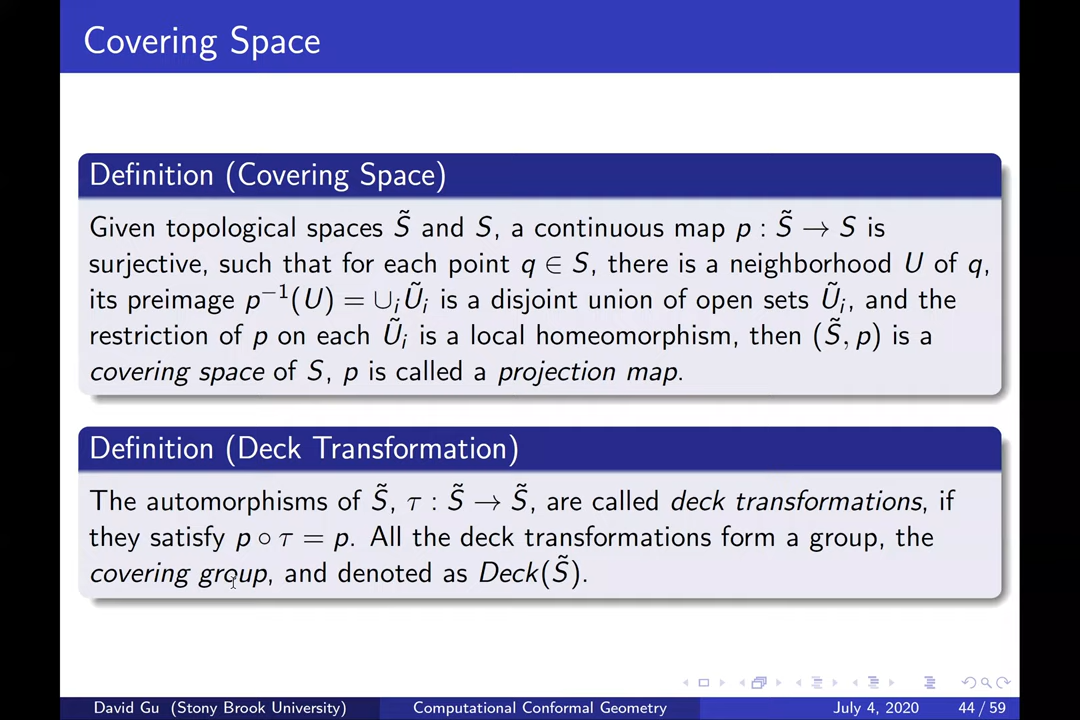 Covering Space
Definition (Covering Space)
Given topological spaces S̃ and S, a continuous map p : S̃ → S is
surjective, such that for each point q ∈ S, there is a neighborhood U of q,
its preimage p⁻¹(U) = ∪ᵢŨᵢ is a disjoint union of open sets Ũᵢ, and the
restriction of p on each Ũᵢ is a local homeomorphism, then (S̃, p) is a
covering space of S, p is called a projection map.
Definition (Deck Transformation)
The automorphisms of S̃, τ : S̃ → S̃, are called deck transformations, if
they satisfy p ∘ τ = p. All the deck transformations form a group, the
covering group, and denoted as Deck(S̃).
David Gu (Stony Brook University) Computational Conformal Geometry July 4, 2020 44 / 59